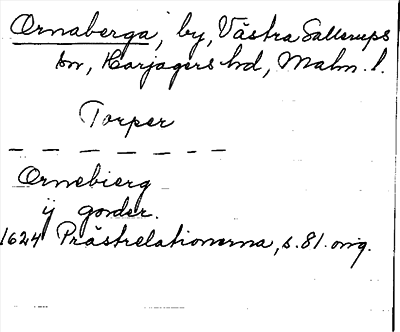 Ornaberga, by, Västra Sallerups
sn, Harjagers hd, Malm. l.
Torper
Ornebierg
ij gorder.
1624 Prästrelationerna, s. 81. orig.